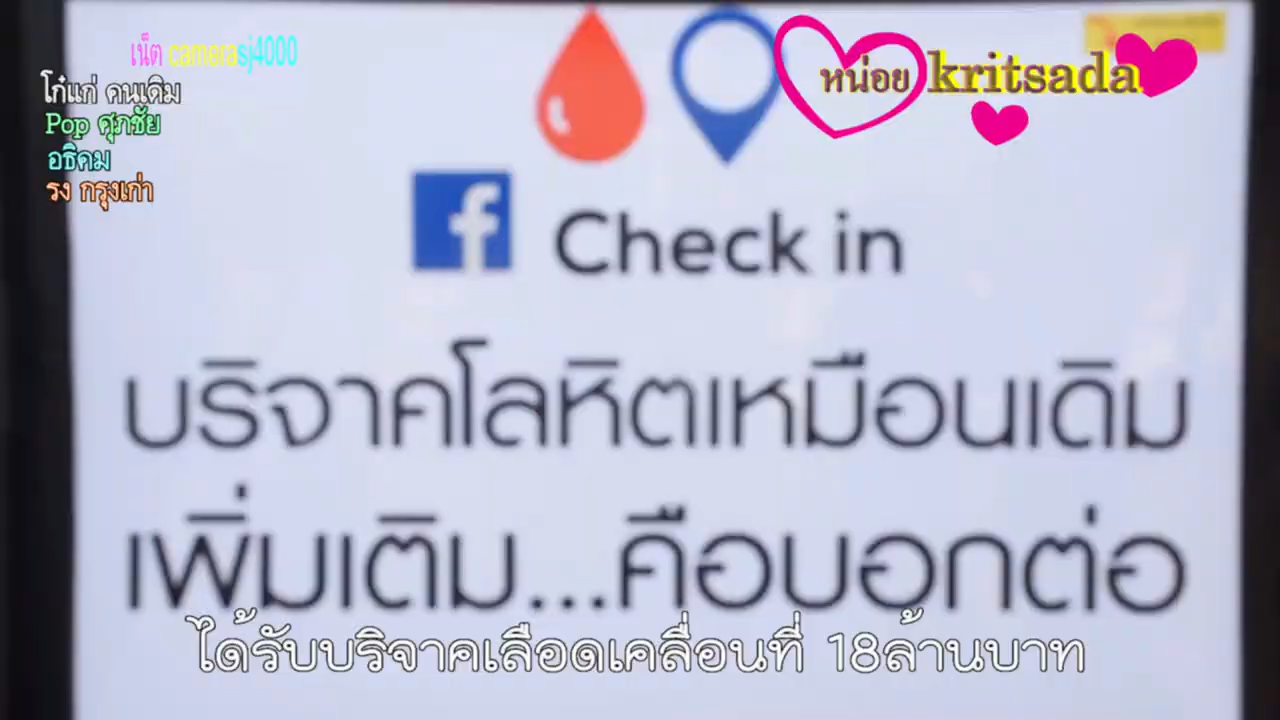 เน็ต camerasj4000
โก๋แก่ คนเดิม
Pop ศุภชัย
อธิคม
รง กรุงเก่า
หน่อย kritsada
f Check in
บริจาคโลหิตเหมือนเดิม
เพิ่มเติม...คือบอกต่อ
ได้รับบริจาคเลือดเคลื่อนที่ 18ล้านบาท